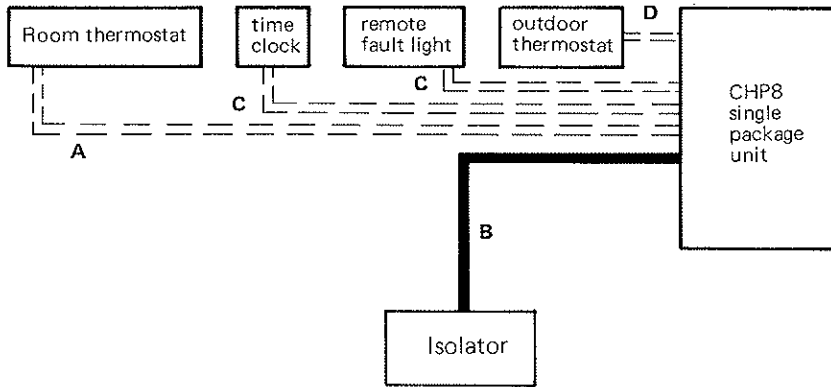 Room thermostat
time
clock
remote
fault light
outdoor
thermostat
D
C
C
A
CHP8
single
package
unit
B
Isolator